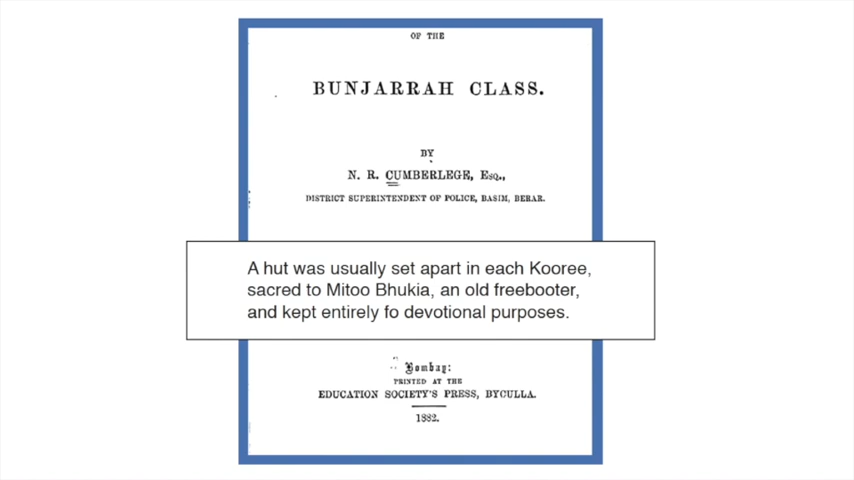 OF THE
BUNJARRAH CLASS.
BY
N. R. CUMBERLEGE, ESQ.,
DISTRICT SUPERINTENDENT OF POLICE, BASIM, BERAR.
A hut was usually set apart in each Kooree,
sacred to Mitoo Bhukia, an old freebooter,
and kept entirely fo devotional purposes.
Bombay:
PRINTED AT THE
EDUCATION SOCIETY'S PRESS, BYCULLA.
1882.